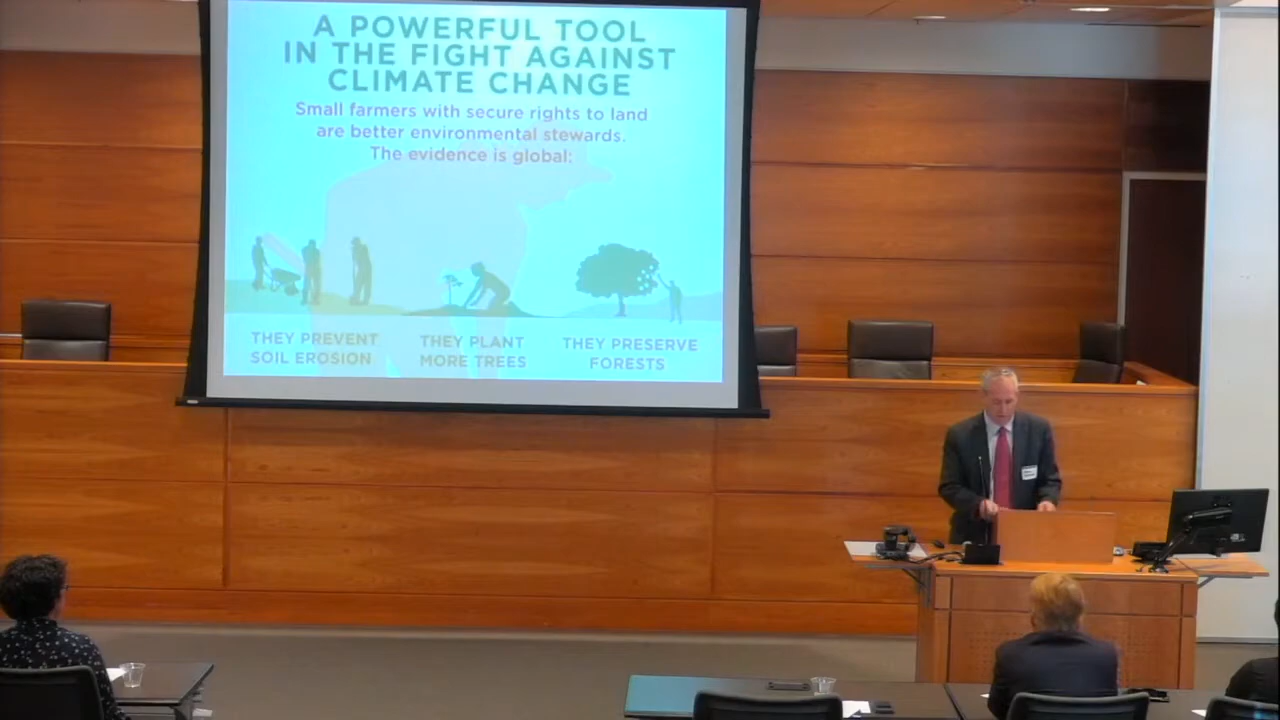 A POWERFUL TOOL
IN THE FIGHT AGAINST
CLIMATE CHANGE
Small farmers with secure rights to land
are better environmental stewards.
The evidence is global:
THEY PREVENT
SOIL EROSION
THEY PLANT
MORE TREES
THEY PRESERVE
FORESTS